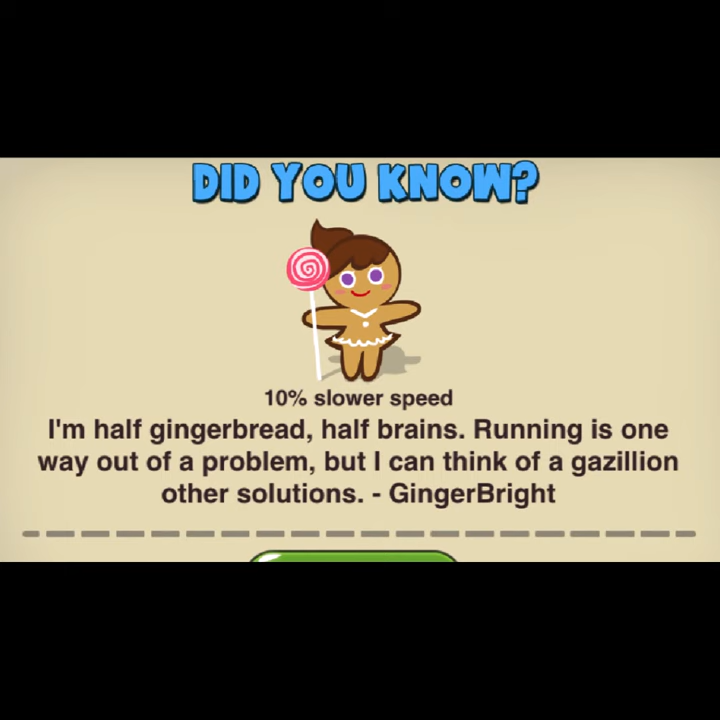 DID YOU KNOW?
10% slower speed
I'm half gingerbread, half brains. Running is one
way out of a problem, but I can think of a gazillion
other solutions. - GingerBright